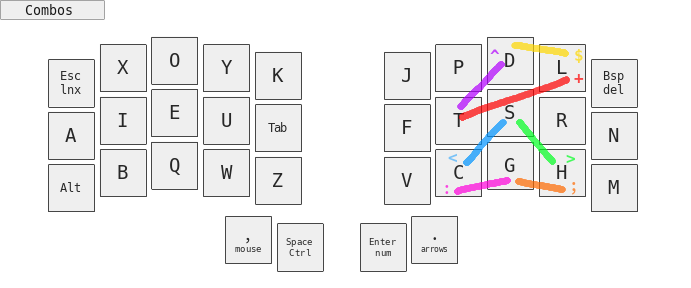 Combos
Esc
lnx
X
O
Y
K
J
P
^
D
L
$
+
Bsp
del
A
I
E
U
Tab
F
T
S
R
N
Alt
B
Q
W
Z
V
<
C
:
G
H
>
;
M
,
mouse
Space
Ctrl
Enter
num
.
arrows